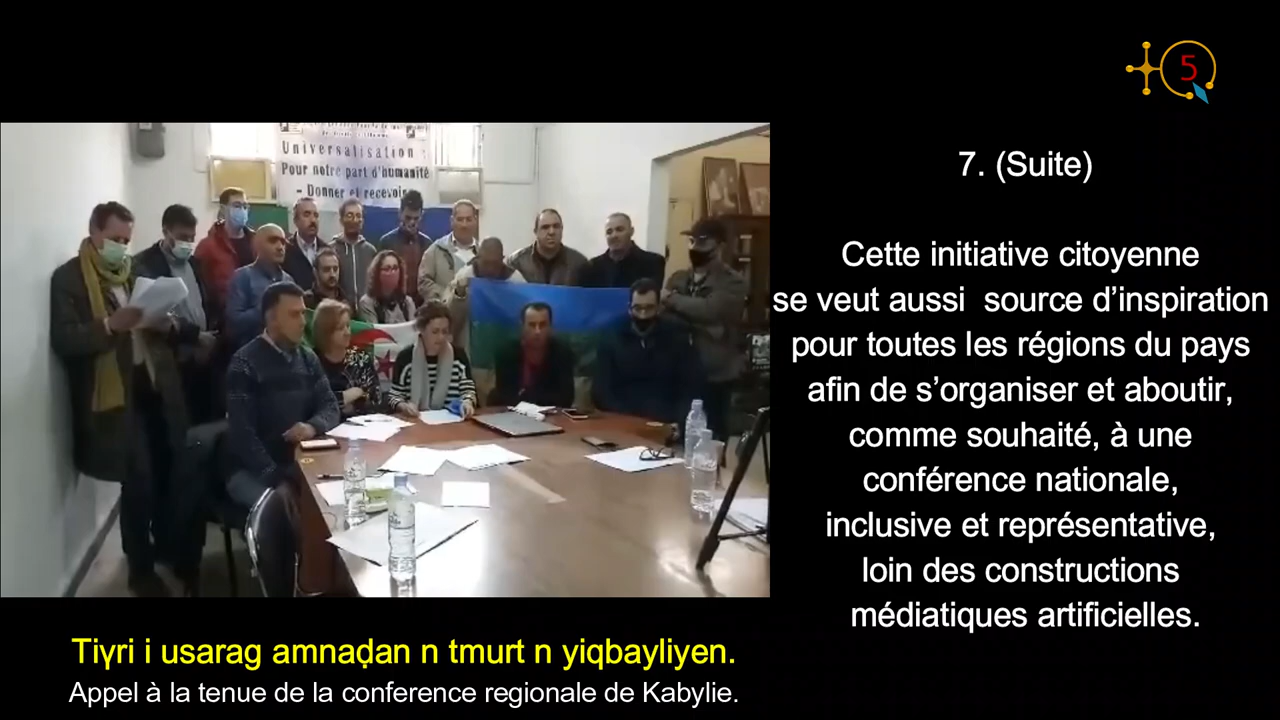 5
Universalisation :
Pour notre part d'humanité
- Donner et recevoir
7. (Suite)
Cette initiative citoyenne
se veut aussi source d’inspiration
pour toutes les régions du pays
afin de s’organiser et aboutir,
comme souhaité, à une
conférence nationale,
inclusive et représentative,
loin des constructions
médiatiques artificielles.
Tiγri i usarag amnaḍan n tmurt n yiqbayliyen.
Appel à la tenue de la conference regionale de Kabylie.